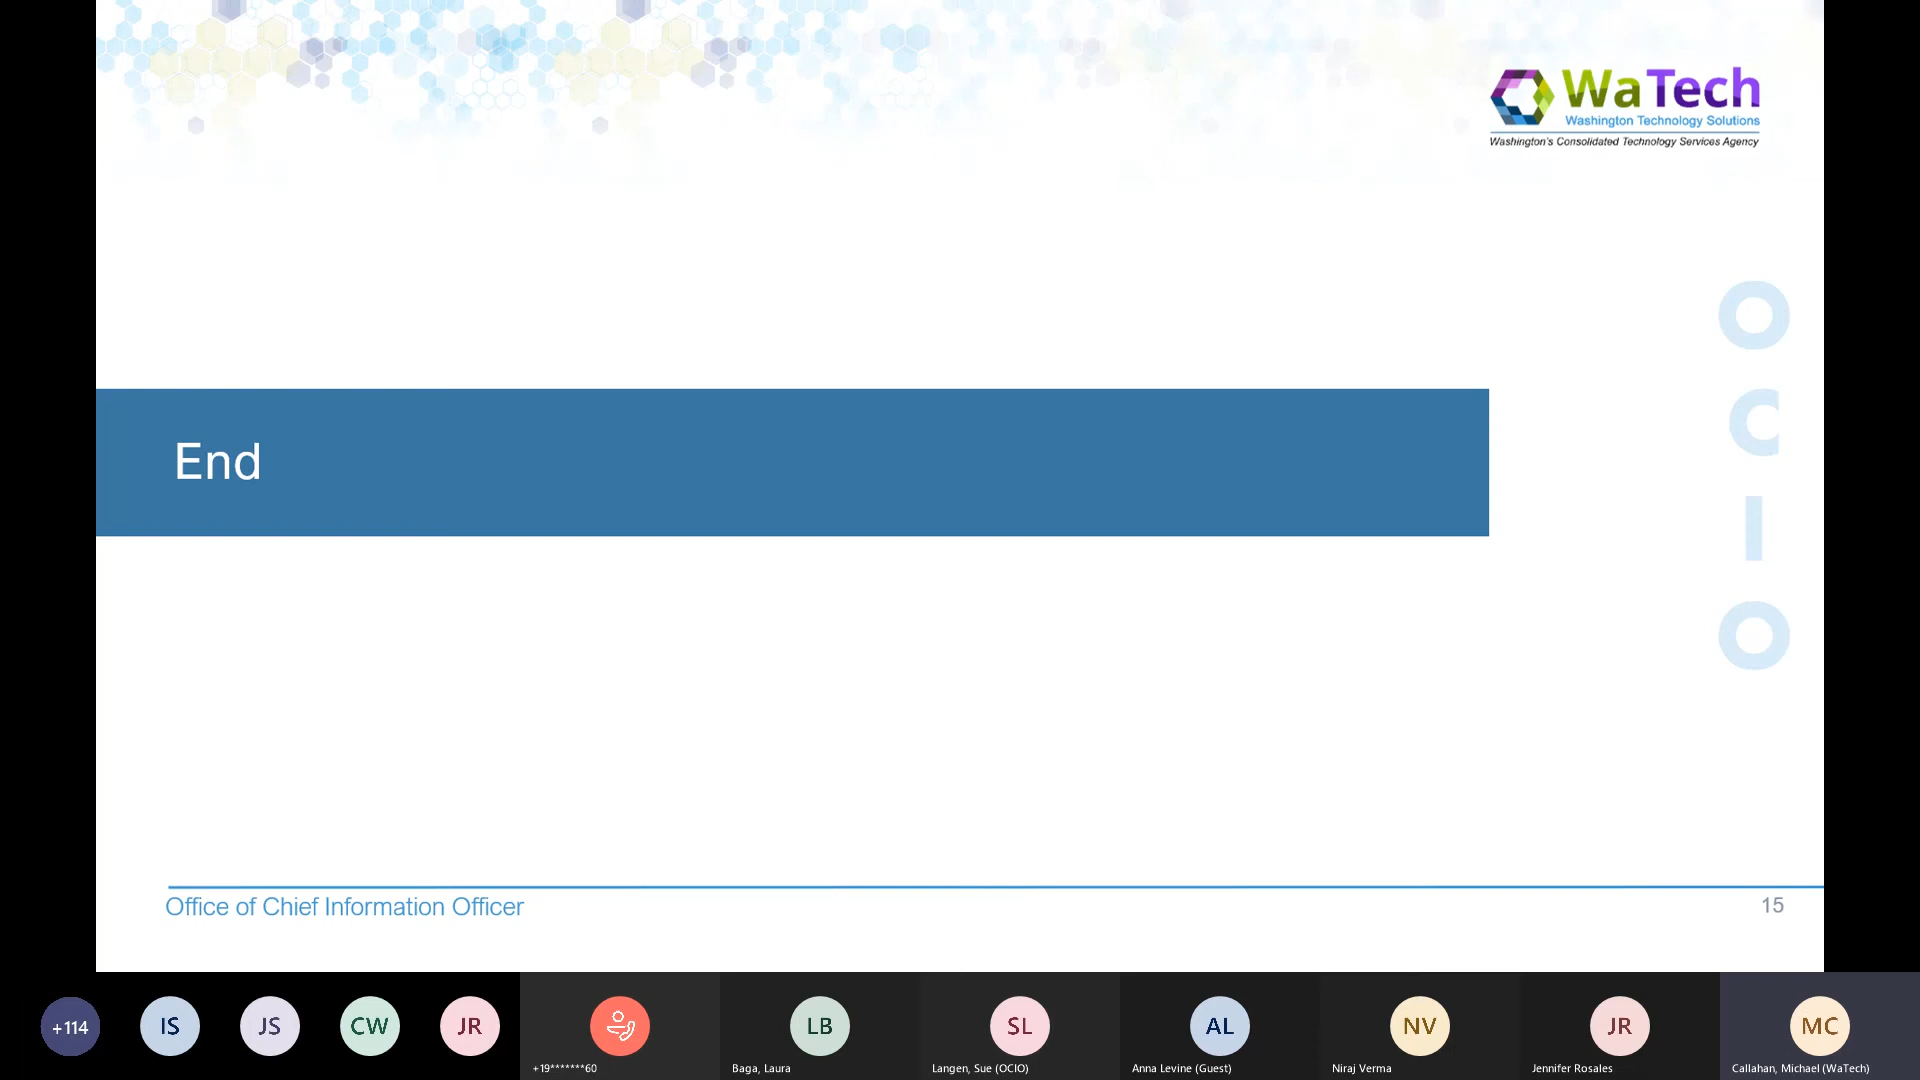 WaTech
Washington Technology Solutions
Washington's Consolidated Technology Services Agency
O
C
I
O
End
Office of Chief Information Officer
15
+114
IS
JS
CW
JR
LB
SL
AL
NV
JR
MC
+19*******60
Baga, Laura
Langen, Sue (OCIO)
Anna Levine (Guest)
Niraj Verma
Jennifer Rosales
Callahan, Michael (WaTech)